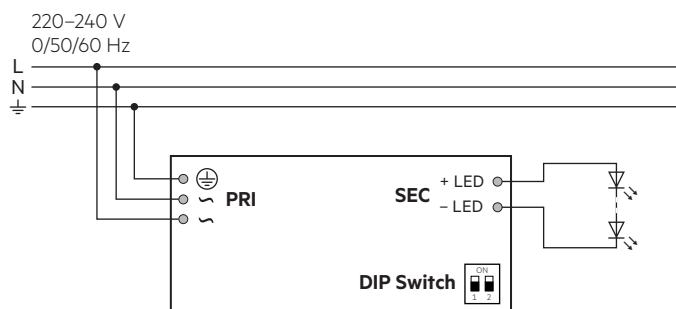 220–240 V
0/50/60 Hz
L
N
PRI
SEC
+ LED
– LED
DIP Switch
ON
1 2